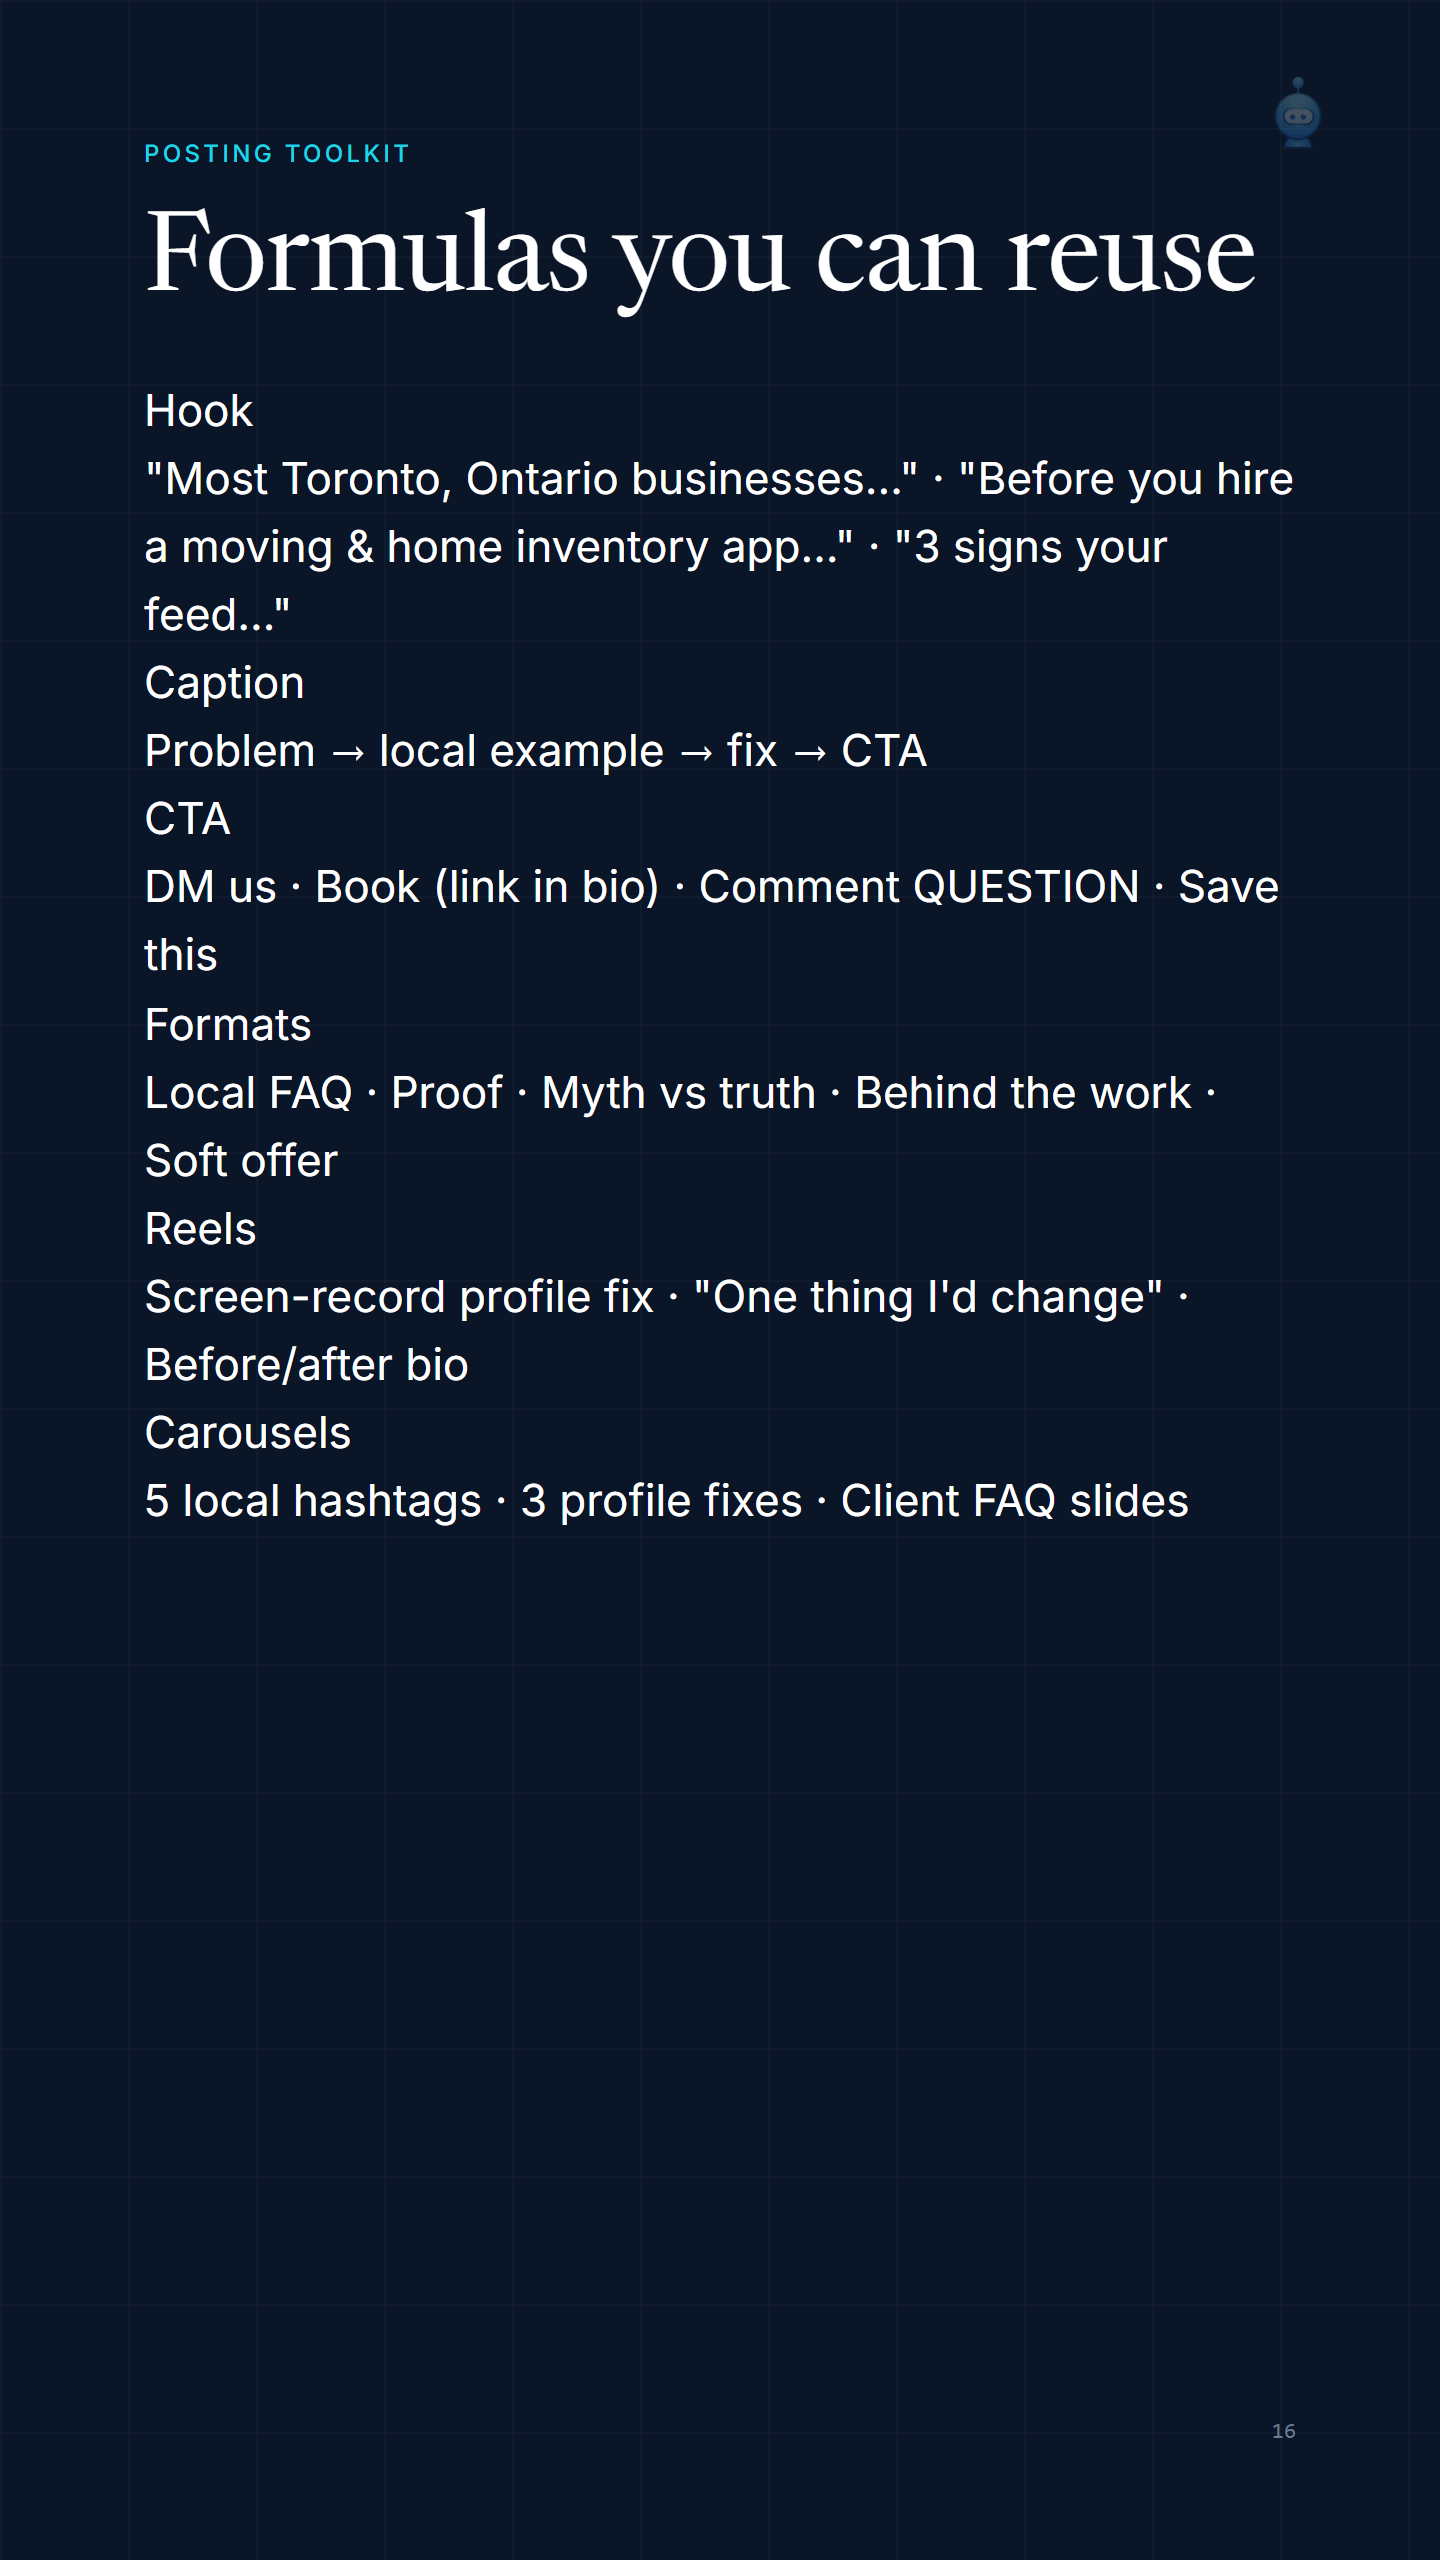 POSTING TOOLKIT
Formulas you can reuse
Hook
"Most Toronto, Ontario businesses…" · "Before you hire
a moving & home inventory app…" · "3 signs your
feed…"
Caption
Problem → local example → fix → CTA
CTA
DM us · Book (link in bio) · Comment QUESTION · Save
this
Formats
Local FAQ · Proof · Myth vs truth · Behind the work ·
Soft offer
Reels
Screen-record profile fix · "One thing I'd change" ·
Before/after bio
Carousels
5 local hashtags · 3 profile fixes · Client FAQ slides
16